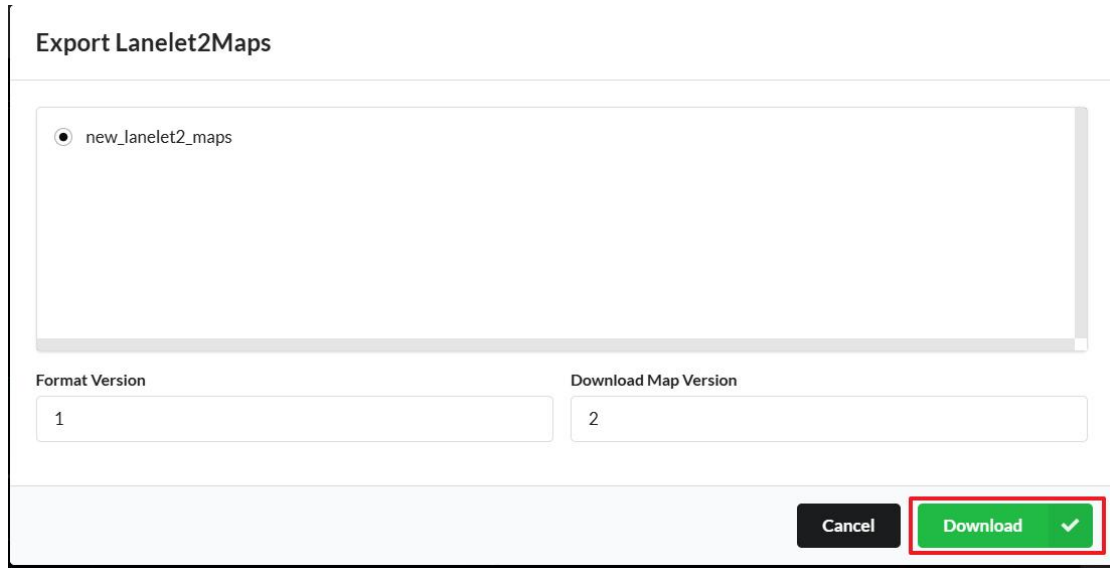 Export Lanelet2Maps
new_lanelet2_maps
Format Version
Download Map Version
1
2
Cancel
Download